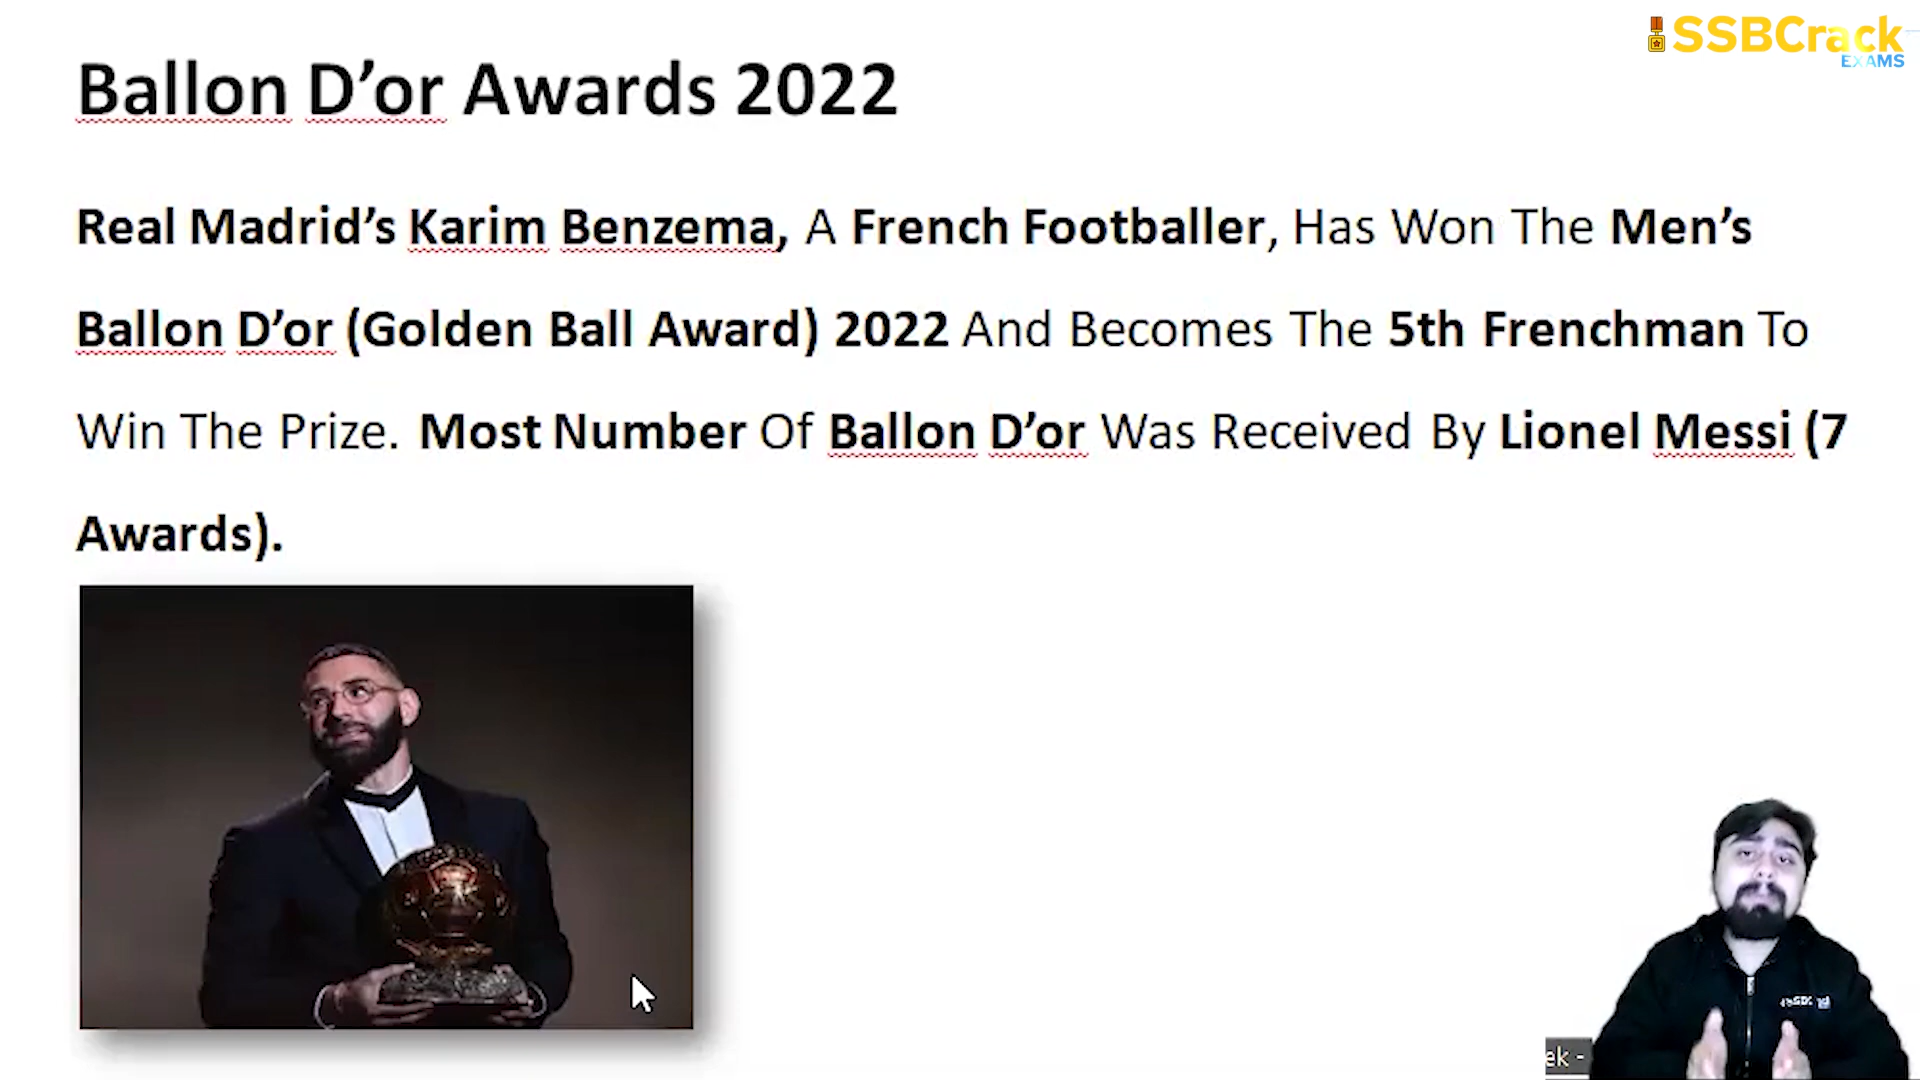 SSBCrack
EXAMS
Ballon D’or Awards 2022
Real Madrid’s Karim Benzema, A French Footballer, Has Won The Men’s
Ballon D’or (Golden Ball Award) 2022 And Becomes The 5th Frenchman To
Win The Prize. Most Number Of Ballon D’or Was Received By Lionel Messi (7
Awards).
ek -